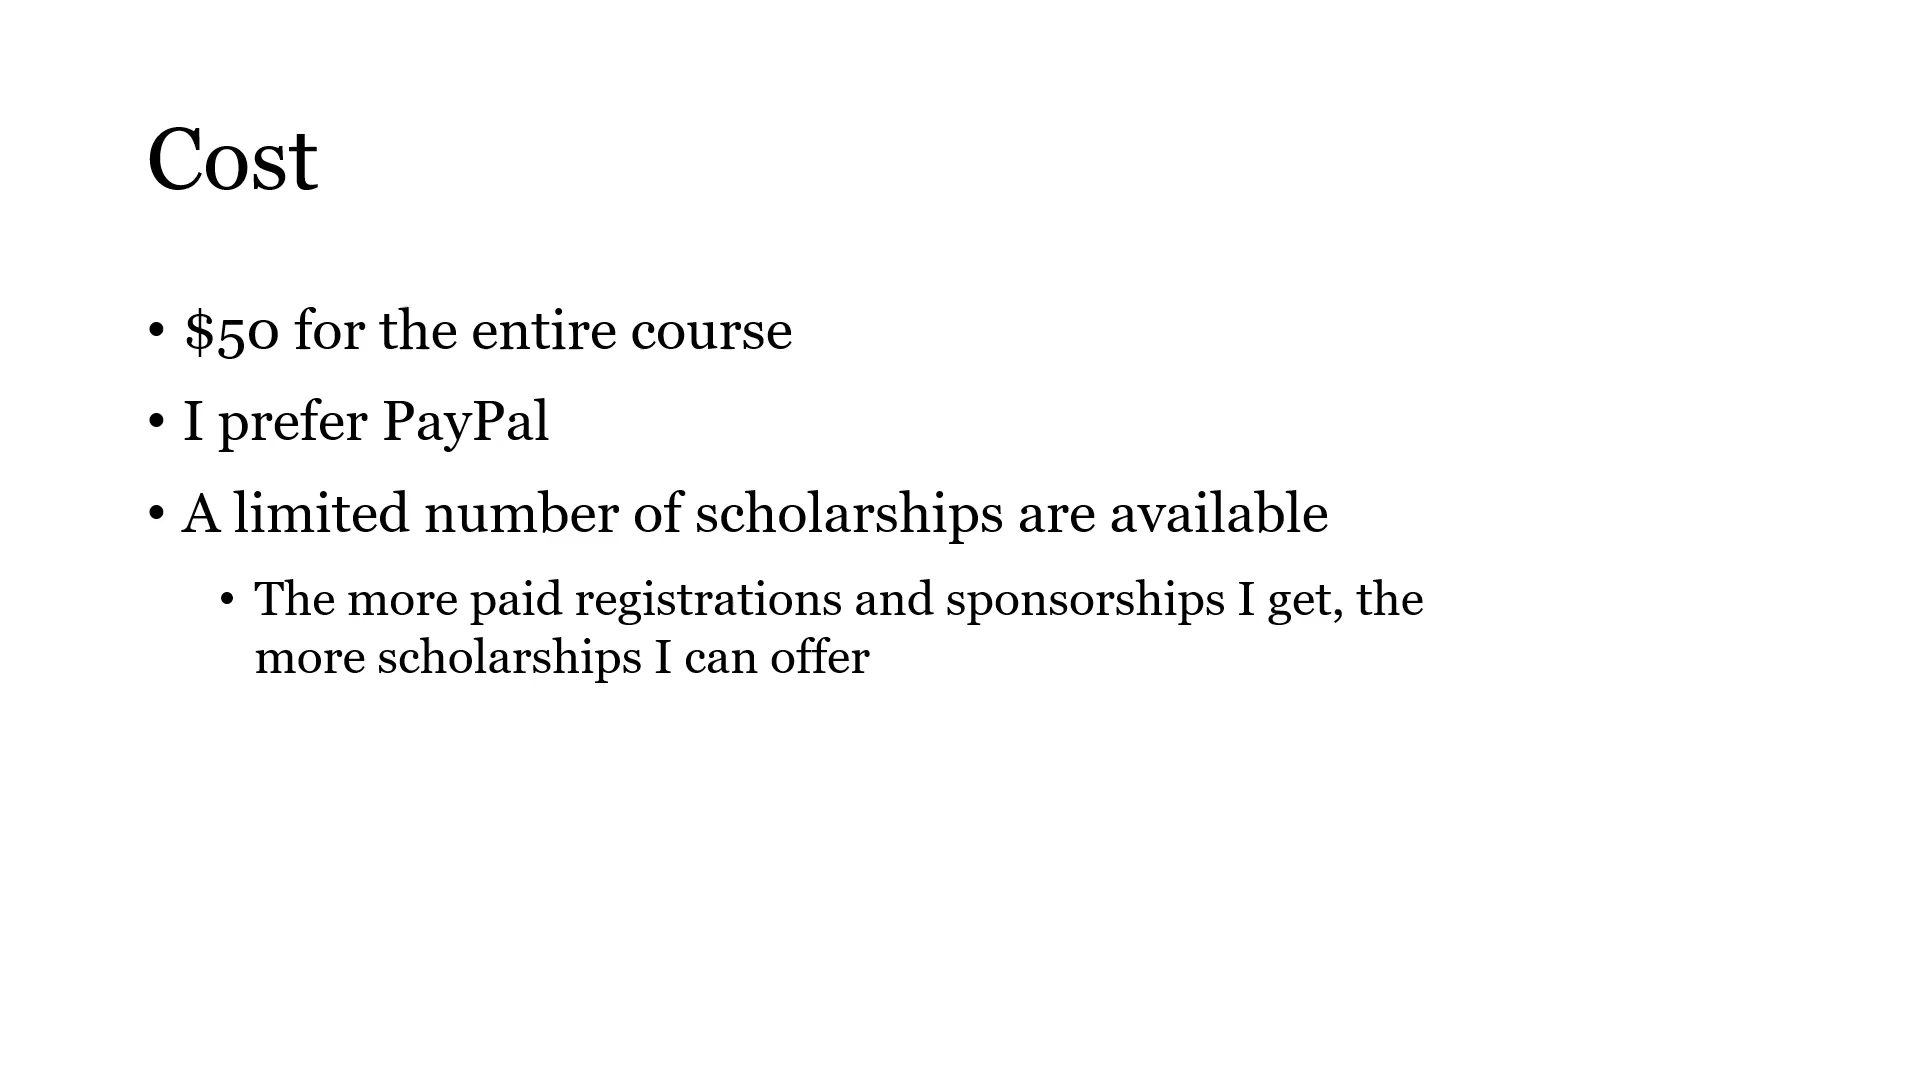 Cost
• $50 for the entire course
• I prefer PayPal
• A limited number of scholarships are available
• The more paid registrations and sponsorships I get, the
more scholarships I can offer